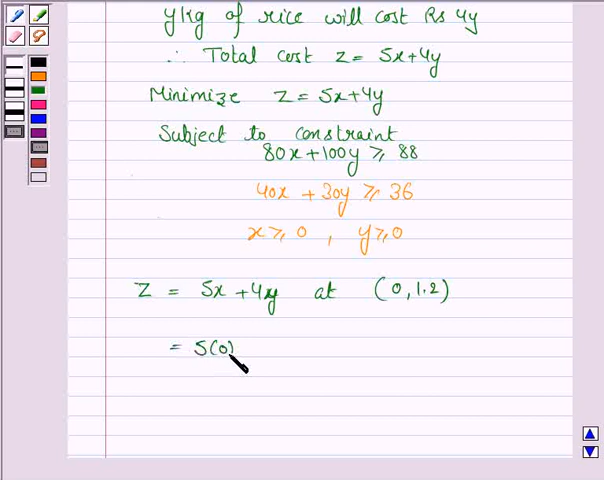 y kg of rice will cost Rs 4y
∴ Total cost Z = 5x+4y
Minimize Z = 5x+4y
Subject to constraint
80x+100y ⩾ 88
40x + 30y ⩾ 36
x ⩾ 0 , y ⩾ 0
Z = 5x +4y at (0,1.2)
= 5(0)